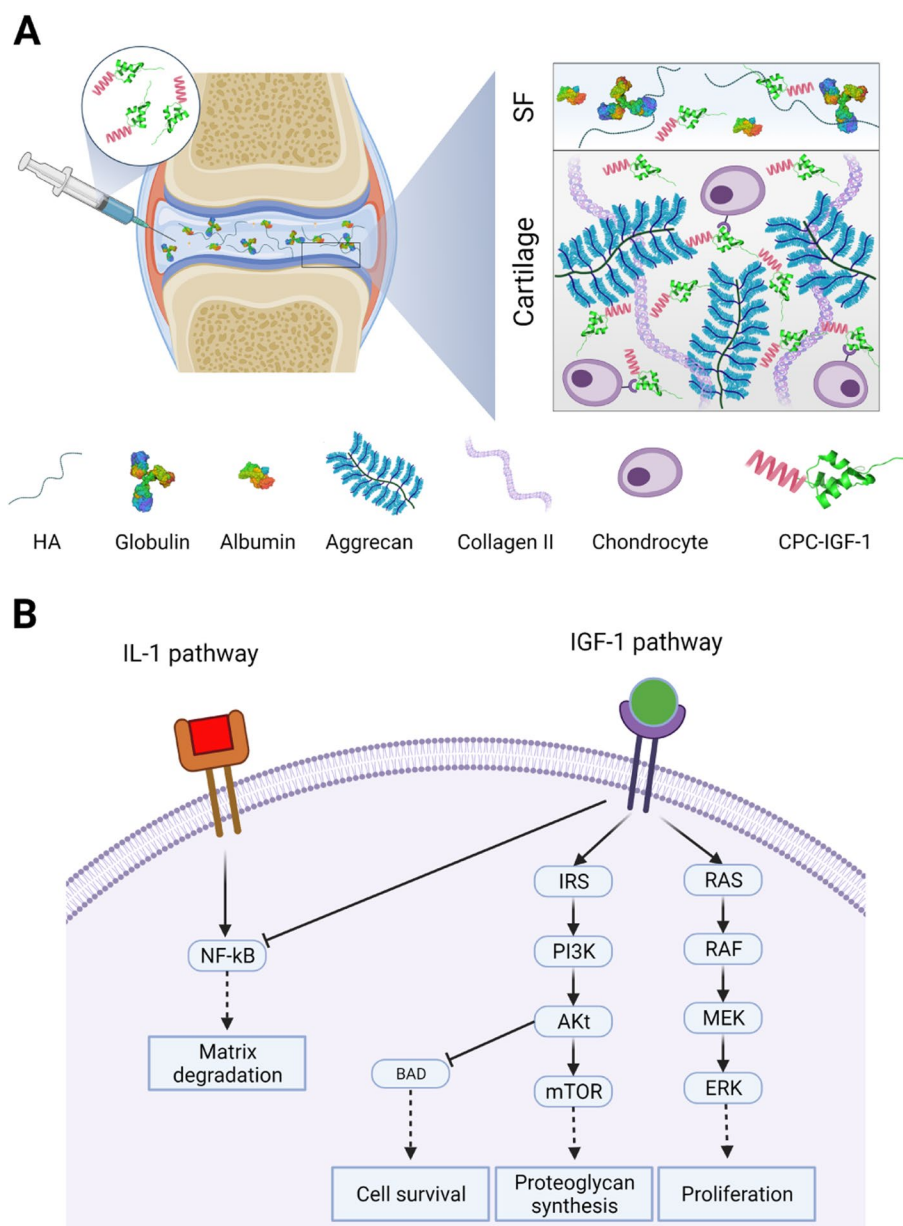 A
SF
Cartilage
HA
Globulin
Albumin
Aggrecan
Collagen II
Chondrocyte
CPC-IGF-1
B
IL-1 pathway
IGF-1 pathway
IRS
RAS
NF-kB
PI3K
RAF
Matrix
degradation
AKt
MEK
BAD
mTOR
ERK
Cell survival
Proteoglycan
synthesis
Proliferation